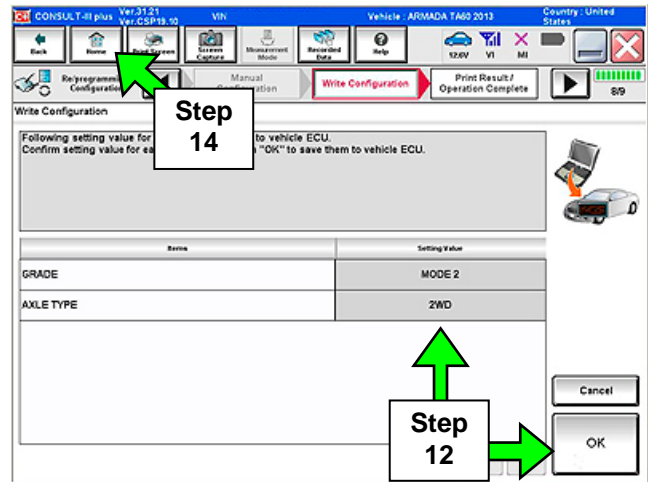 CONSULT-III plus Ver.31.21 VIN Vehicle : ARMADA TA60 2013 Country : United States
Ver.CSP19.10
Back Home Print Screen Screen Capture Measurement Mode Recorded Data Help 12.6V VI MI
Re/programm
Configuratio
Manual
Write Configuration
Print Result /
Operation Complete
8/9
Write Configuration
Step
14
Following setting value for to vehicle ECU.
Confirm setting value for ea "OK" to save them to vehicle ECU.
Items Setting Value
GRADE MODE 2
AXLE TYPE 2WD
Cancel
Step
12
OK